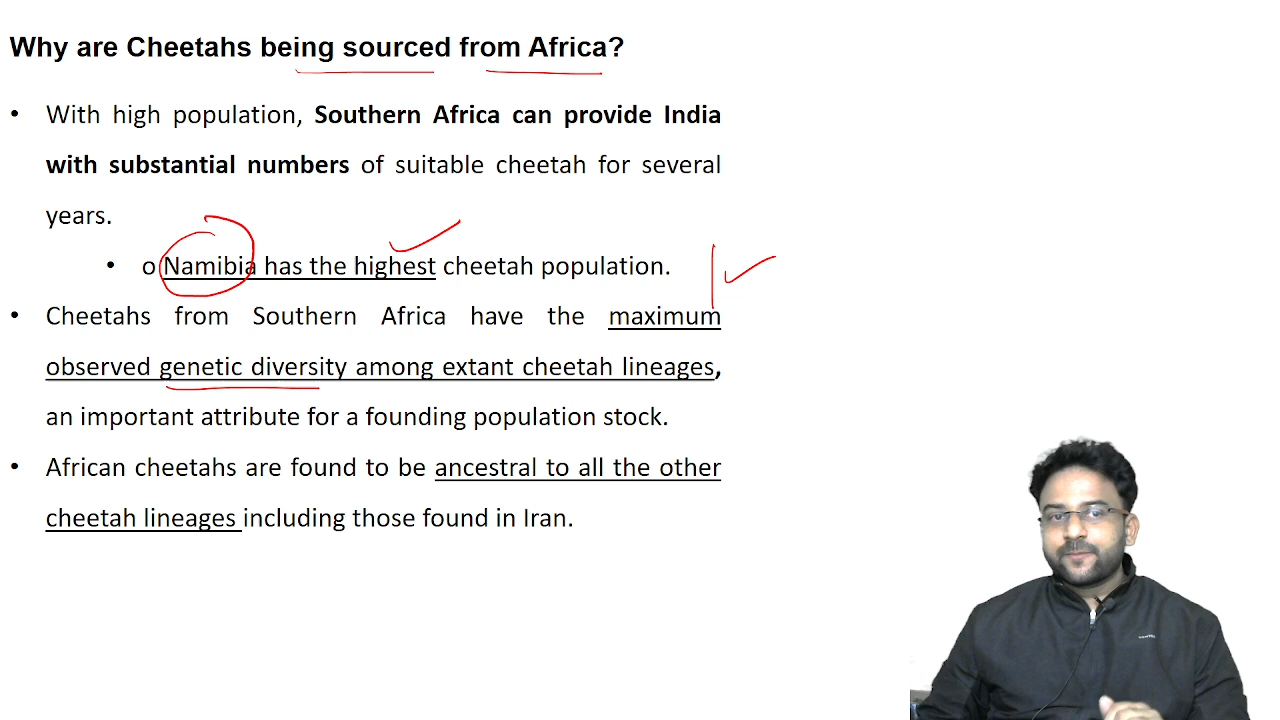 Why are Cheetahs being sourced from Africa?
• With high population, Southern Africa can provide India
with substantial numbers of suitable cheetah for several
years.
• o Namibia has the highest cheetah population.
• Cheetahs from Southern Africa have the maximum
observed genetic diversity among extant cheetah lineages,
an important attribute for a founding population stock.
• African cheetahs are found to be ancestral to all the other
cheetah lineages including those found in Iran.